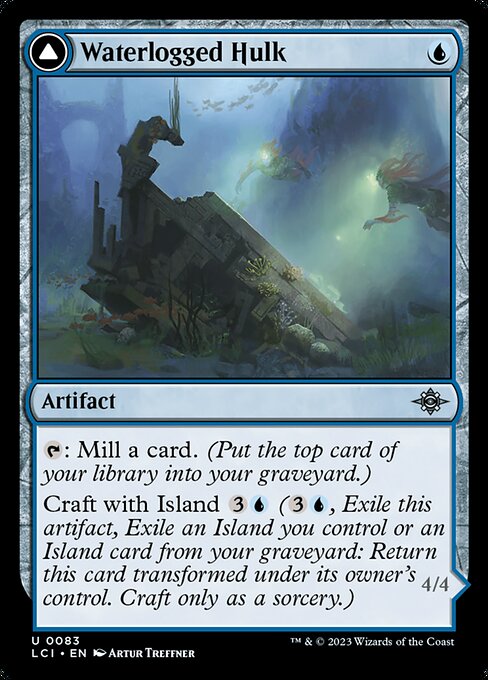 Waterlogged Hulk
Artifact
: Mill a card. (Put the top card of
your library into your graveyard.)
Craft with Island 3 (3, Exile this
artifact, Exile an Island you control or an
Island card from your graveyard: Return
this card transformed under its owner's
control. Craft only as a sorcery.)
4/4
U 0083
LCI • EN Artur Treffner
™ & © 2023 Wizards of the Coast